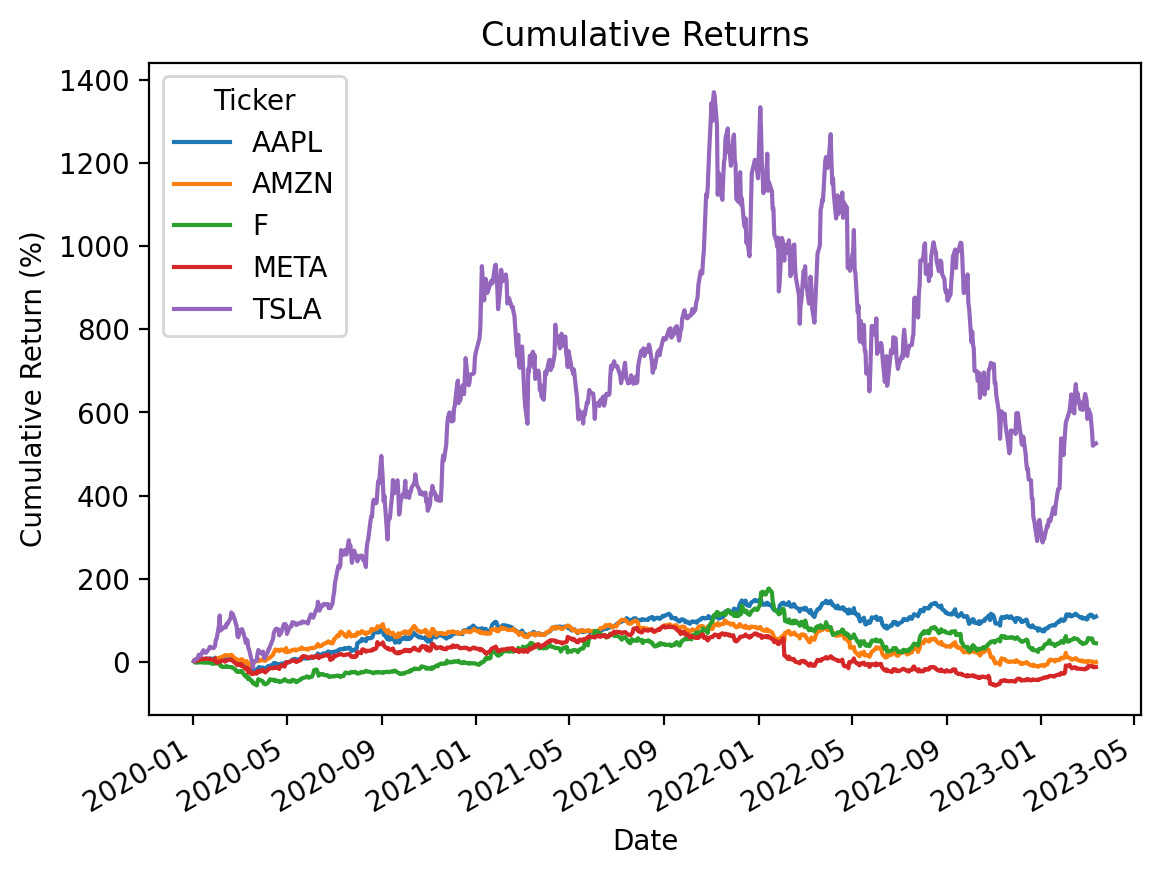 Cumulative Returns
Cumulative Return (%)
1400
1200
1000
800
600
400
200
0
Ticker
AAPL
AMZN
F
META
TSLA
2020-01
2020-05
2020-09
2021-01
2021-05
2021-09
2022-01
2022-05
2022-09
2023-01
2023-05
Date